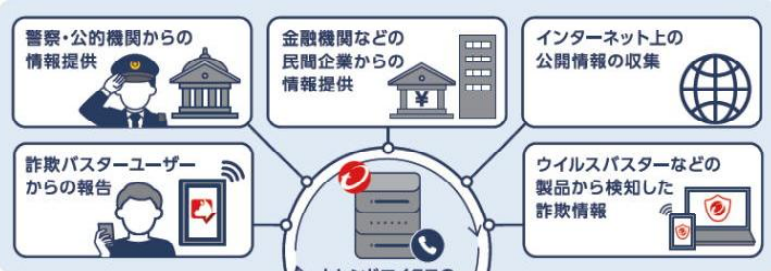 警察・公的機関からの
情報提供
金融機関などの
民間企業からの
情報提供
¥
インターネット上の
公開情報の収集
詐欺バスターユーザー
からの報告
ウイルスバスターなどの
製品から検知した
詐欺情報